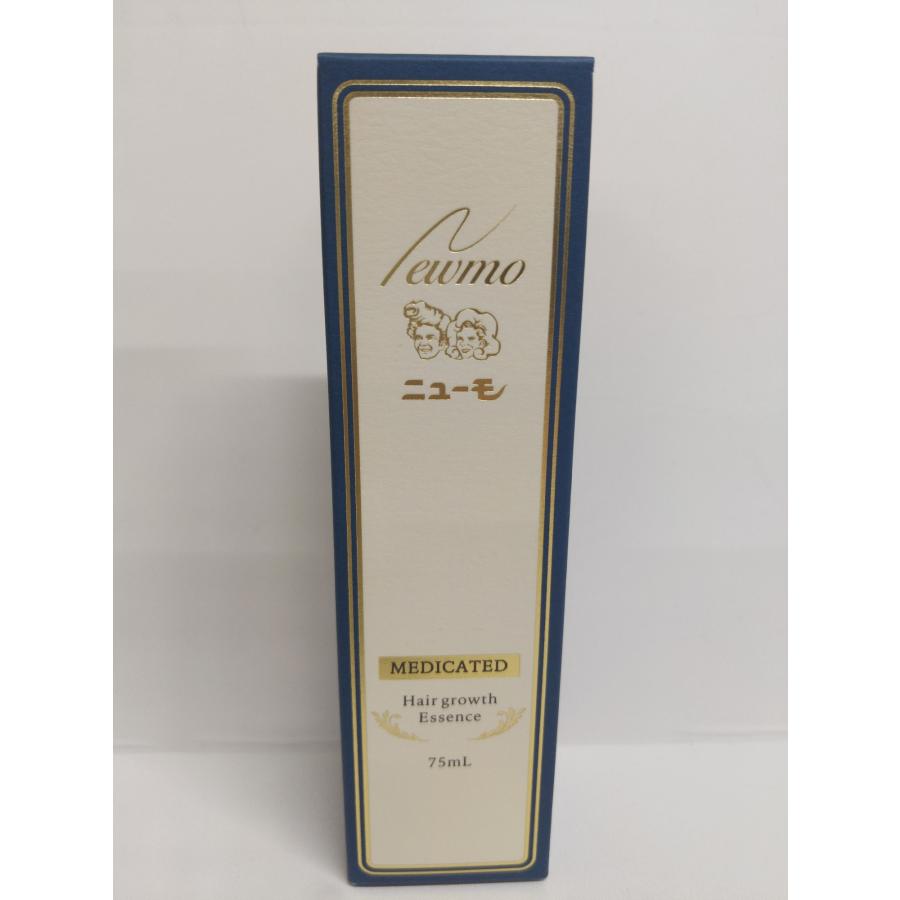 Newmo
ニューモ
MEDICATED
Hair growth
Essence
75mL